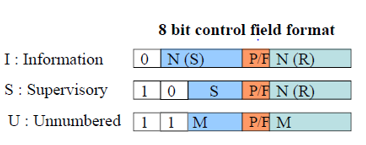 8 bit control field format
I : Information 0 N (S) P/F N (R)
S : Supervisory 1 0 S P/F N (R)
U : Unnumbered 1 1 M P/F M